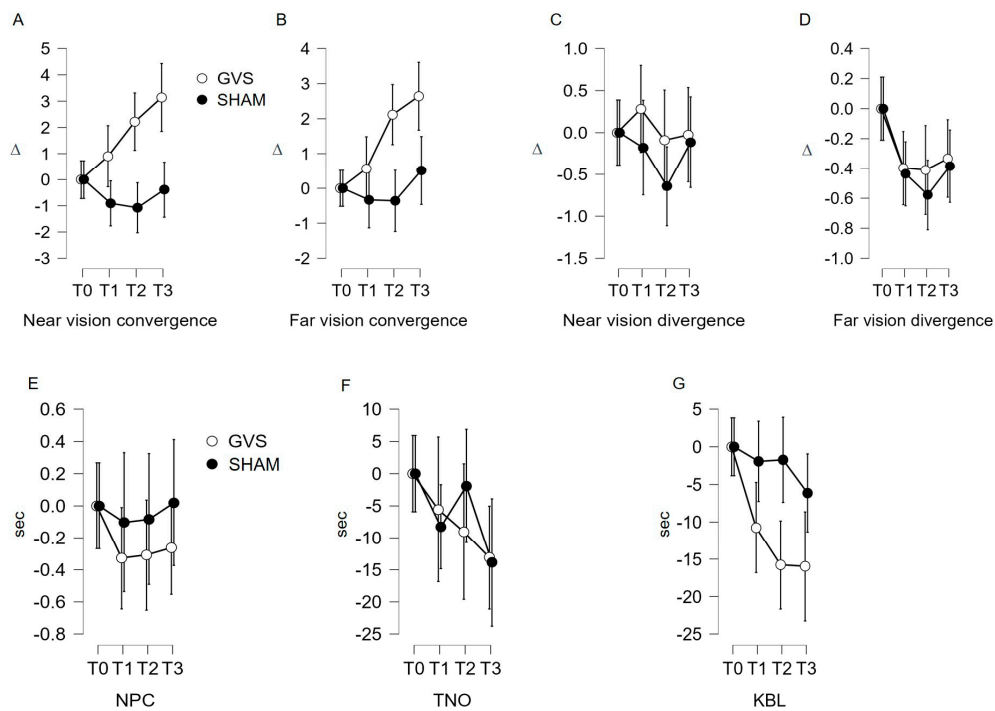 A B C D
5 4 1.0 0.4
4 GVS 3 0.5 0.2
3 SHAM 2 0.0 0.0
2 1 -0.5 -0.2
1 0 -1.0 -0.4
0 -1 -1.5 -0.6
-1 -2 -0.8
-2 -1.0
-3
Δ Δ Δ Δ
T0 T1 T2 T3 T0 T1 T2 T3 T0 T1 T2 T3 T0 T1 T2 T3
Near vision convergence Far vision convergence Near vision divergence Far vision divergence
E F G
0.6 10 5
0.4 GVS 5 0
0.2 SHAM 0 -5
0.0 -5 -10
-0.2 -10 -15
-0.4 -15 -20
-0.6 -20 -25
-0.8 -25
sec sec sec
T0 T1 T2 T3 T0 T1 T2 T3 T0 T1 T2 T3
NPC TNO KBL